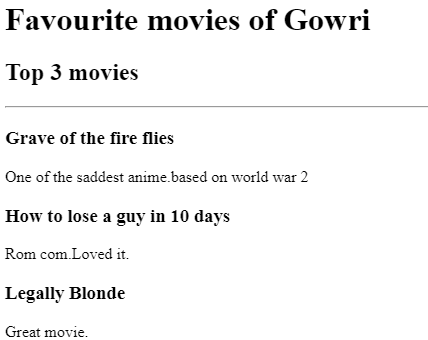 Favourite movies of Gowri
Top 3 movies
Grave of the fire flies
One of the saddest anime.based on world war 2
How to lose a guy in 10 days
Rom com.Loved it.
Legally Blonde
Great movie.